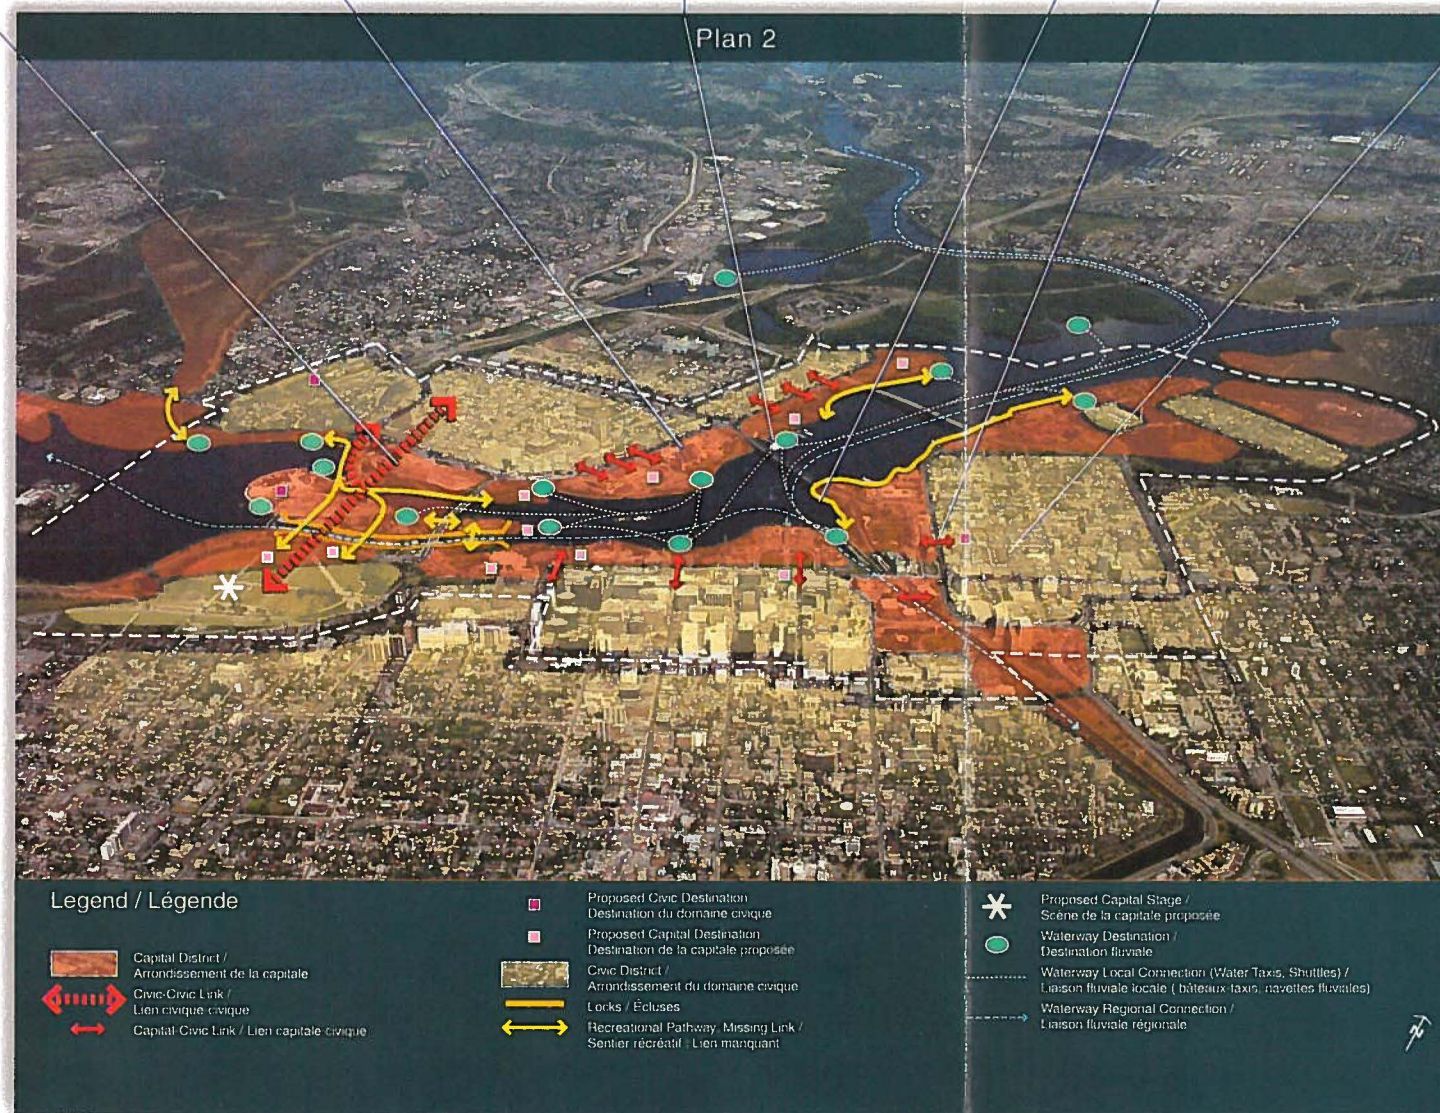 Plan 2
Legend / Légende
Capital District /
Arrondissement de la capitale
Civic-Civic Link /
Lien civique-civique
Capital-Civic Link / Lien capitale-civique
Proposed Civic Destination
Destination du domaine civique
Proposed Capital Destination
Destination de la capitale proposée
Civic District /
Arrondissement du domaine civique
Locks / Écluses
Recreational Pathway, Missing Link /
Sentier récréatif : Lien manquant
Proposed Capital Stage /
Scène de la capitale proposée
Waterway Destination /
Destination fluviale
Waterway Local Connection (Water Taxis, Shuttles) /
Liaison fluviale locale ( bâteaux-taxis, navettes fluviales)
Waterway Regional Connection /
Liaison fluviale régionale